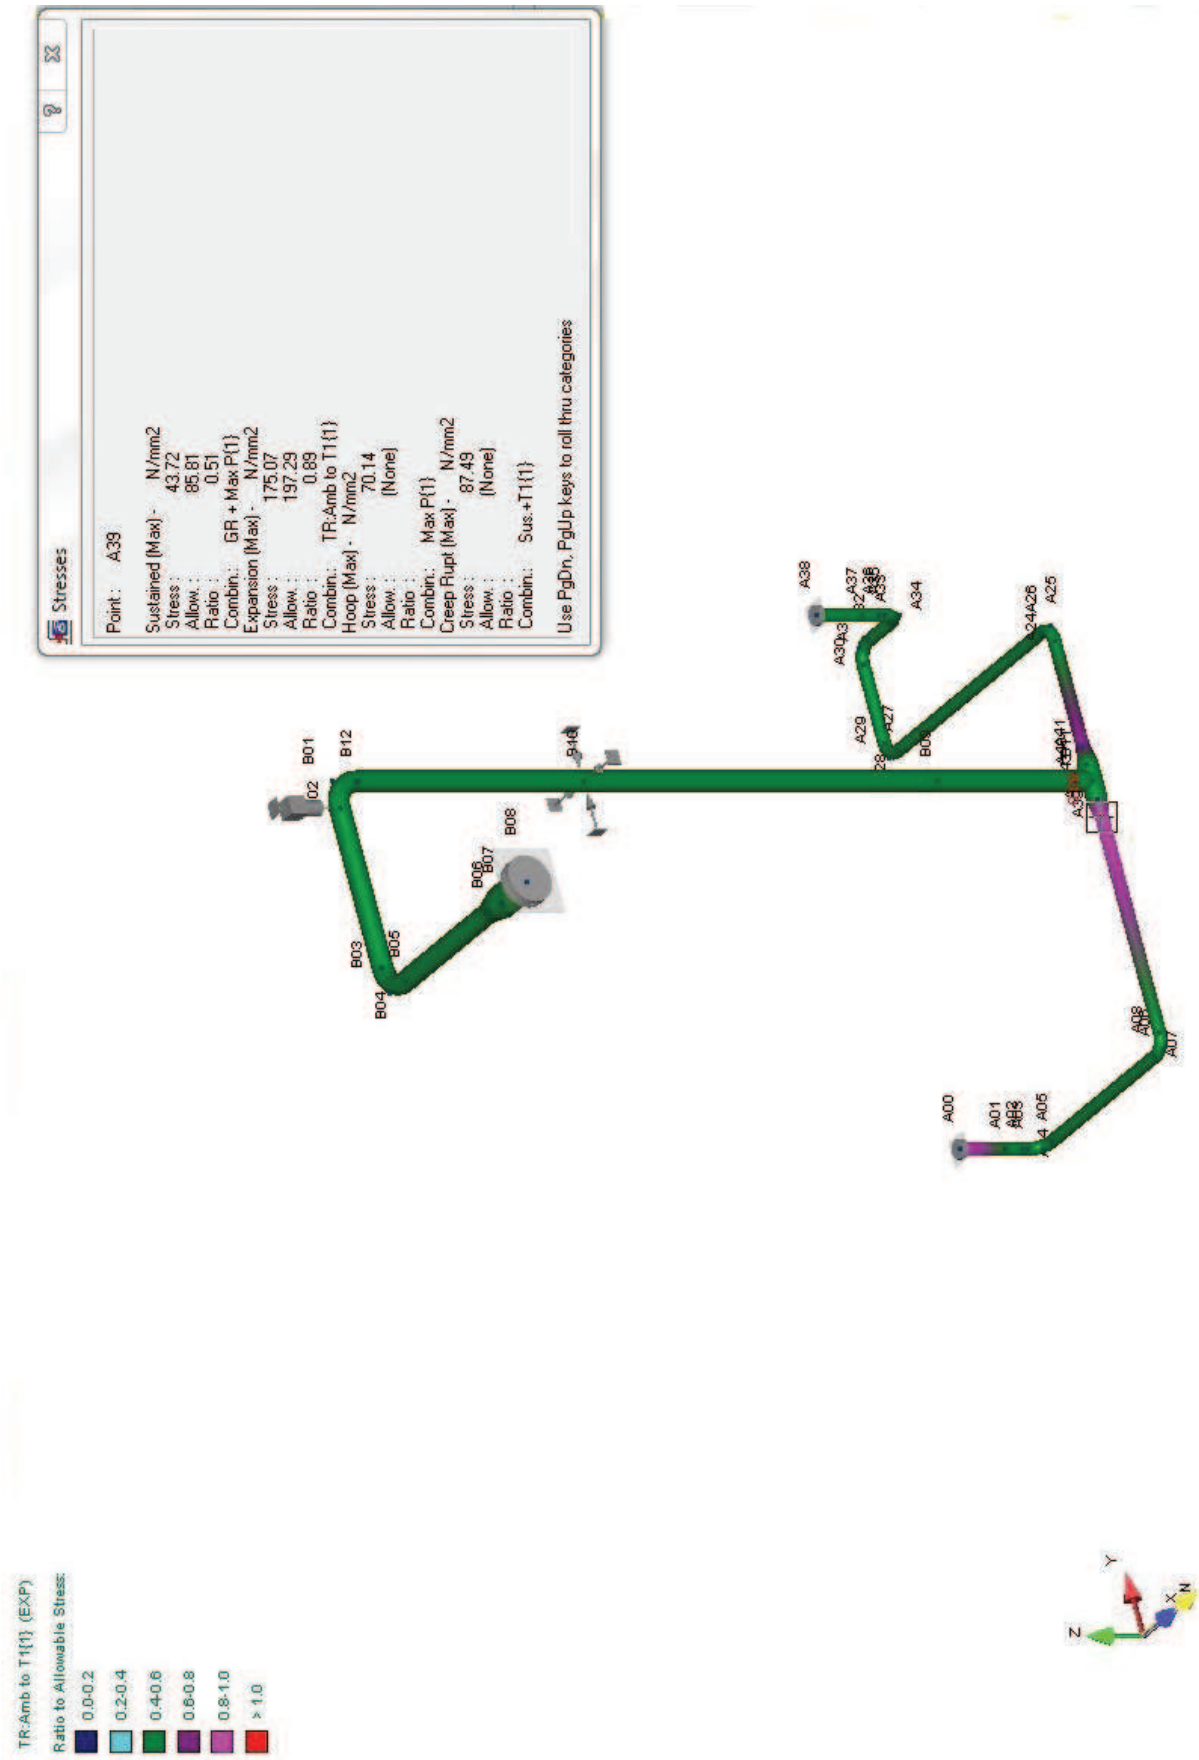 TR:Amb to T1{1} (EXP)
Ratio to Allowable Stress:
0.0-0.2
0.2-0.4
0.4-0.6
0.6-0.8
0.8-1.0
> 1.0
Stresses
Point : A39
Sustained (Max) - N/mm2
Stress : 43.72
Allow. : 85.81
Ratio : 0.51
Combin.: GR + Max P{1}
Expansion (Max) - N/mm2
Stress : 175.07
Allow. : 197.29
Ratio : 0.89
Combin.: TR:Amb to T1{1}
Hoop (Max) - N/mm2
Stress : 70.14
Allow. : (None)
Ratio :
Combin.: Max P{1}
Creep Rupt (Max) - N/mm2
Stress : 87.49
Allow. : (None)
Ratio :
Combin.: Sus.+T1{1}
Use PgDn, PgUp keys to roll thru categories
B01
02
B12
B03
B05
B04
B06
B07
B08
A38
A37
A34
A30
A29
A27
28
A26
24
A25
A39
A00
A01
A05
A07
Z
Y
X
N